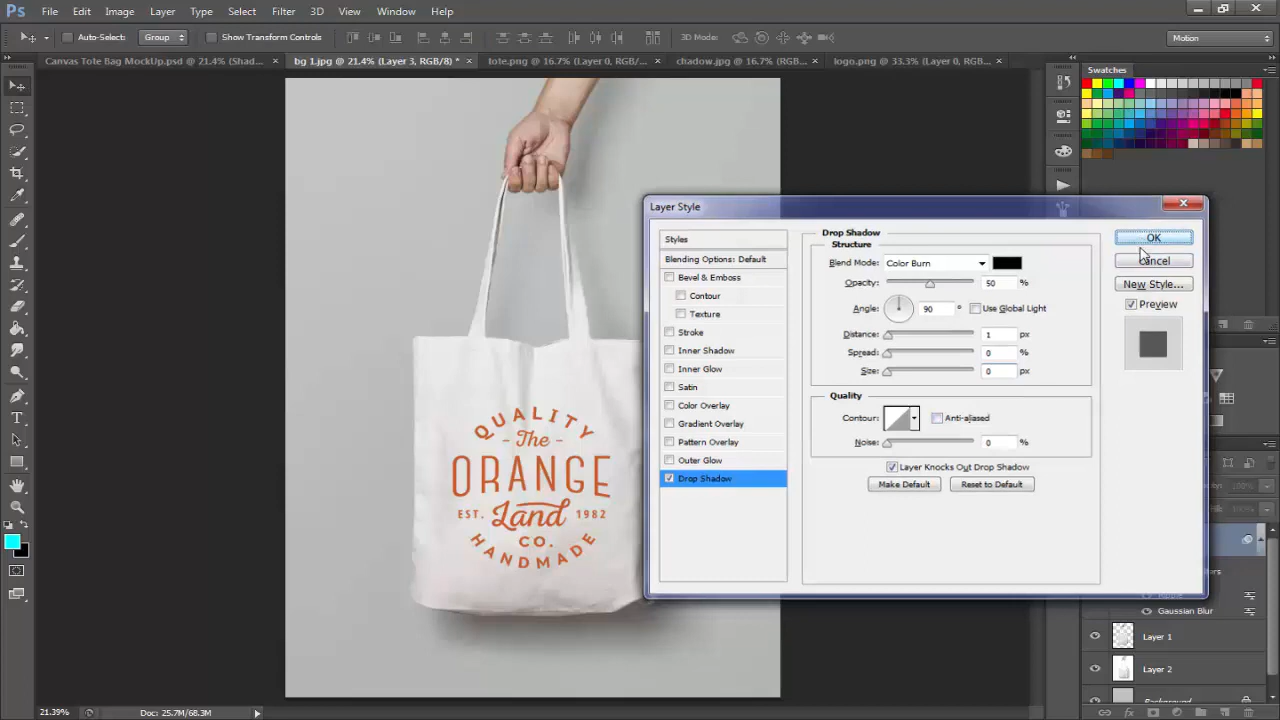 Ps File Edit Image Layer Type Select Filter 3D View Window Help
Auto-Select: Group Show Transform Controls 3D Mode: Motion
Canvas Tote Bag MockUp.psd @ 21.4% (Shad... × bg 1.jpg @ 21.4% (Layer 3, RGB/8) * × tote.png @ 16.7% (Layer 0, RGB/... × chadow.jpg @ 16.7% (RGB... × logo.png @ 33.3% (Layer 0, RGB... ×
Swatches
Layer Style
Styles
Blending Options: Default
Bevel & Emboss
Contour
Texture
Stroke
Inner Shadow
Inner Glow
Satin
Color Overlay
Gradient Overlay
Pattern Overlay
Outer Glow
Drop Shadow
Drop Shadow
Structure
Blend Mode: Color Burn
Opacity: 50 %
Angle: 90 ° Use Global Light
Distance: 1 px
Spread: 0 %
Size: 0 px
Quality
Contour: Anti-aliased
Noise: 0 %
Layer Knocks Out Drop Shadow
Make Default Reset to Default
OK
Cancel
New Style...
Preview
QUALITY
- The -
ORANGE
EST. Land 1982
CO.
HANDMADE
Gaussian Blur
Layer 1
Layer 2
Background
21.39% Doc: 25.7M/68.3M